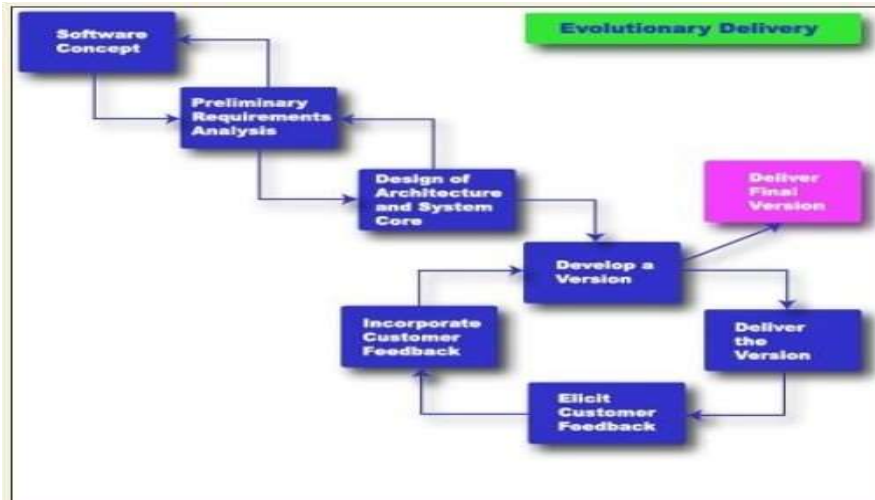 Software
Concept
Evolutionary Delivery
Preliminary
Requirements
Analysis
Design of
Architecture
and System
Core
Deliver
Final
Version
Develop a
Version
Incorporate
Customer
Feedback
Deliver
the
Version
Elicit
Customer
Feedback